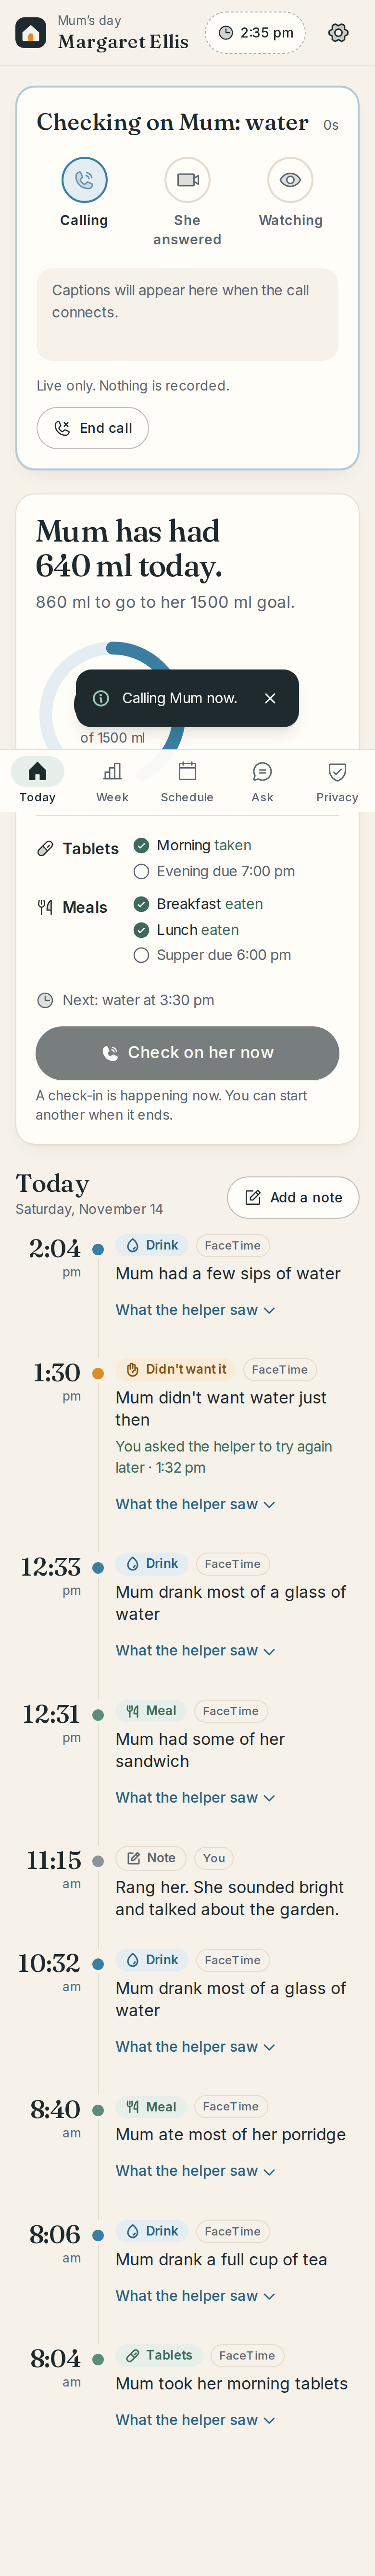 Mum's day
Margaret Ellis
2:35 pm
Checking on Mum: water
0s
Calling
She
answered
Watching
Captions will appear here when the call
connects.
Live only. Nothing is recorded.
End call
Mum has had
640 ml today.
860 ml to go to her 1500 ml goal.
Calling Mum now.
of 1500 ml
Today
Week
Schedule
Ask
Privacy
Tablets
Morning taken
Evening due 7:00 pm
Meals
Breakfast eaten
Lunch eaten
Supper due 6:00 pm
Next: water at 3:30 pm
Check on her now
A check-in is happening now. You can start
another when it ends.
Today
Saturday, November 14
Add a note
2:04
pm
Drink
FaceTime
Mum had a few sips of water
What the helper saw
1:30
pm
Didn't want it
FaceTime
Mum didn't want water just
then
You asked the helper to try again
later · 1:32 pm
What the helper saw
12:33
pm
Drink
FaceTime
Mum drank most of a glass of
water
What the helper saw
12:31
pm
Meal
FaceTime
Mum had some of her
sandwich
What the helper saw
11:15
am
Note
You
Rang her. She sounded bright
and talked about the garden.
10:32
am
Drink
FaceTime
Mum drank most of a glass of
water
What the helper saw
8:40
am
Meal
FaceTime
Mum ate most of her porridge
What the helper saw
8:06
am
Drink
FaceTime
Mum drank a full cup of tea
What the helper saw
8:04
am
Tablets
FaceTime
Mum took her morning tablets
What the helper saw